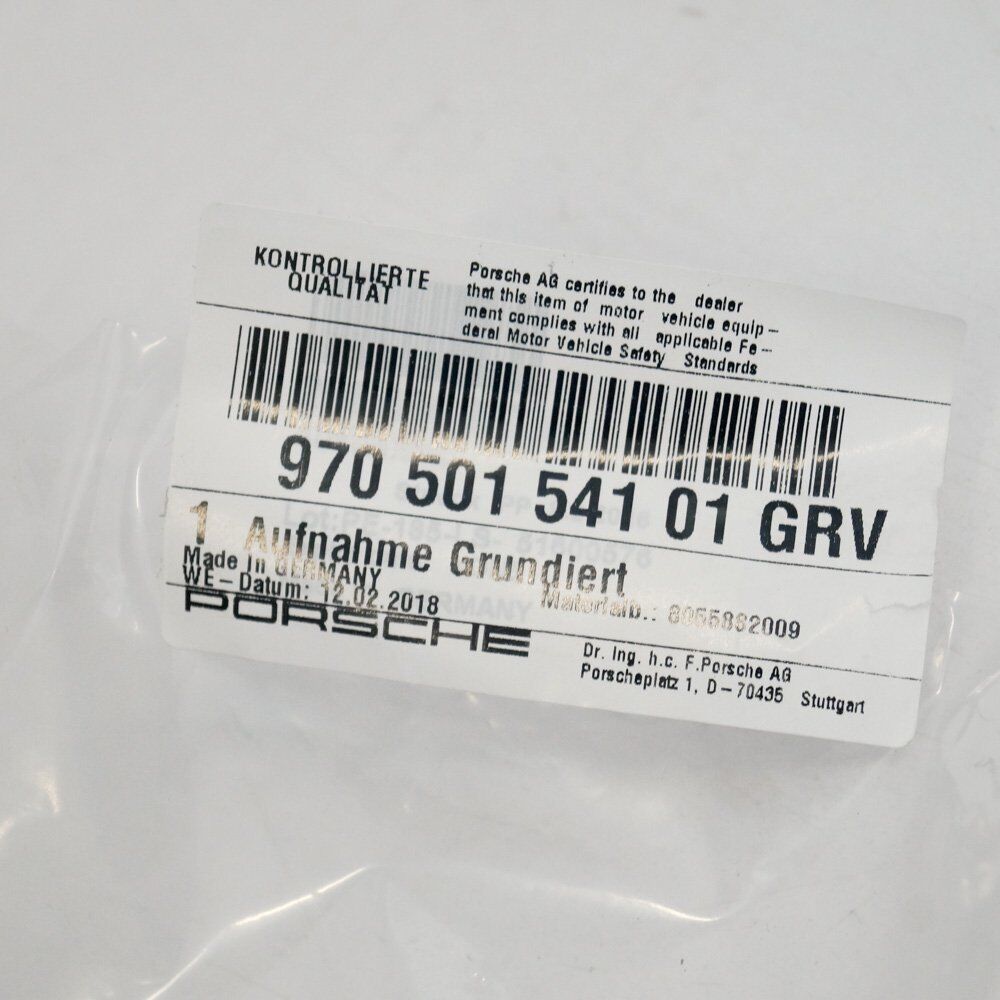 KONTROLLIERTE
QUALITÄT
Porsche AG certifies to the dealer
that this item of motor vehicle equip-
ment complies with all applicable Fe-
deral Motor Vehicle Safety Standards
970 501 541 01 GRV
1 Aufnahme Grundiert
Made In GERMANY
WE-Datum: 12.02.2018
Materialb.: 8055882009
PORSCHE
Dr. Ing. h.c. F.Porsche AG
Porscheplatz 1, D-70435 Stuttgart